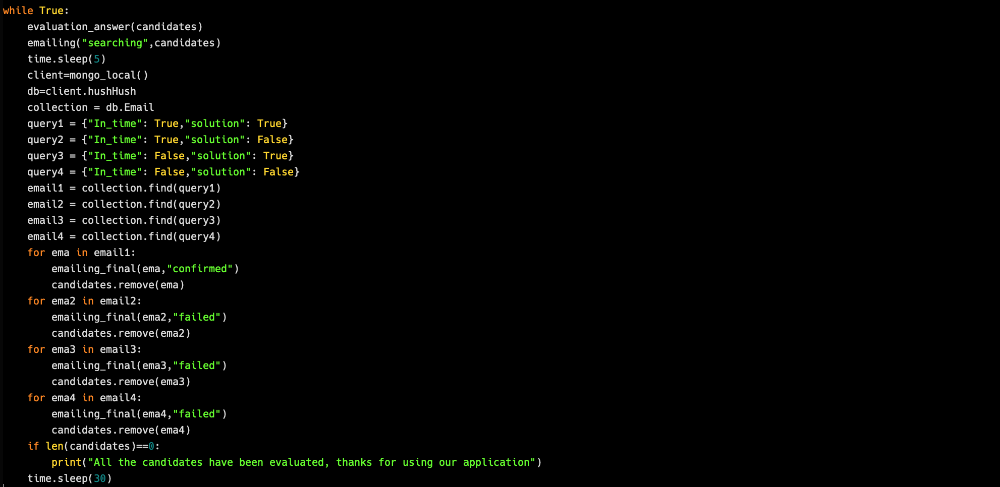 while True:
    evaluation_answer(candidates)
    emailing("searching",candidates)
    time.sleep(5)
    client=mongo_local()
    db=client.hushHush
    collection = db.Email
    query1 = {"In_time": True,"solution": True}
    query2 = {"In_time": True,"solution": False}
    query3 = {"In_time": False,"solution": True}
    query4 = {"In_time": False,"solution": False}
    email1 = collection.find(query1)
    email2 = collection.find(query2)
    email3 = collection.find(query3)
    email4 = collection.find(query4)
    for ema in email1:
        emailing_final(ema,"confirmed")
        candidates.remove(ema)
    for ema2 in email2:
        emailing_final(ema2,"failed")
        candidates.remove(ema2)
    for ema3 in email3:
        emailing_final(ema3,"failed")
        candidates.remove(ema3)
    for ema4 in email4:
        emailing_final(ema4,"failed")
        candidates.remove(ema4)
    if len(candidates)==0:
        print("All the candidates have been evaluated, thanks for using our application")
    time.sleep(30)